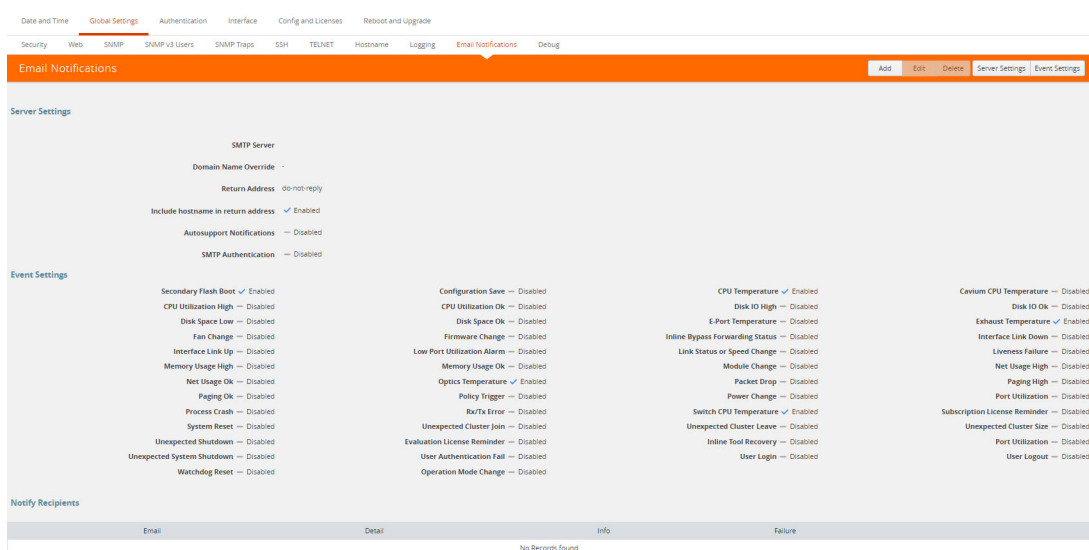 Date and Time Global Settings Authentication Interface Config and Licenses Reboot and Upgrade
Security Web SNMP SNMP v3 Users SNMP Traps SSH TELNET Hostname Logging Email Notifications Debug
Email Notifications Add Edit Delete Server Settings Event Settings
Server Settings
SMTP Server
Domain Name Override -
Return Address do-not-reply
Include hostname in return address Enabled
Autosupport Notifications — Disabled
SMTP Authentication — Disabled
Event Settings
Secondary Flash Boot Enabled Configuration Save — Disabled CPU Temperature Enabled Cavium CPU Temperature — Disabled
CPU Utilization High — Disabled CPU Utilization Ok — Disabled Disk IO High — Disabled Disk IO Ok — Disabled
Disk Space Low — Disabled Disk Space Ok — Disabled E-Port Temperature — Disabled Exhaust Temperature Enabled
Fan Change — Disabled Firmware Change — Disabled Inline Bypass Forwarding Status — Disabled Interface Link Down — Disabled
Interface Link Up — Disabled Low Port Utilization Alarm — Disabled Link Status or Speed Change — Disabled Liveness Failure — Disabled
Memory Usage High — Disabled Memory Usage Ok — Disabled Module Change — Disabled Net Usage High — Disabled
Net Usage Ok — Disabled Optics Temperature Enabled Packet Drop — Disabled Paging High — Disabled
Paging Ok — Disabled Policy Trigger — Disabled Power Change — Disabled Port Utilization — Disabled
Process Crash — Disabled Rx/Tx Error — Disabled Switch CPU Temperature Enabled Subscription License Reminder — Disabled
System Reset — Disabled Unexpected Cluster Join — Disabled Unexpected Cluster Leave — Disabled Unexpected Cluster Size — Disabled
Unexpected Shutdown — Disabled Evaluation License Reminder — Disabled Inline Tool Recovery — Disabled Port Utilization — Disabled
Unexpected System Shutdown — Disabled User Authentication Fail — Disabled User Login — Disabled User Logout — Disabled
Watchdog Reset — Disabled Operation Mode Change — Disabled
Notify Recipients
Email Detail Info Failure
No Records found